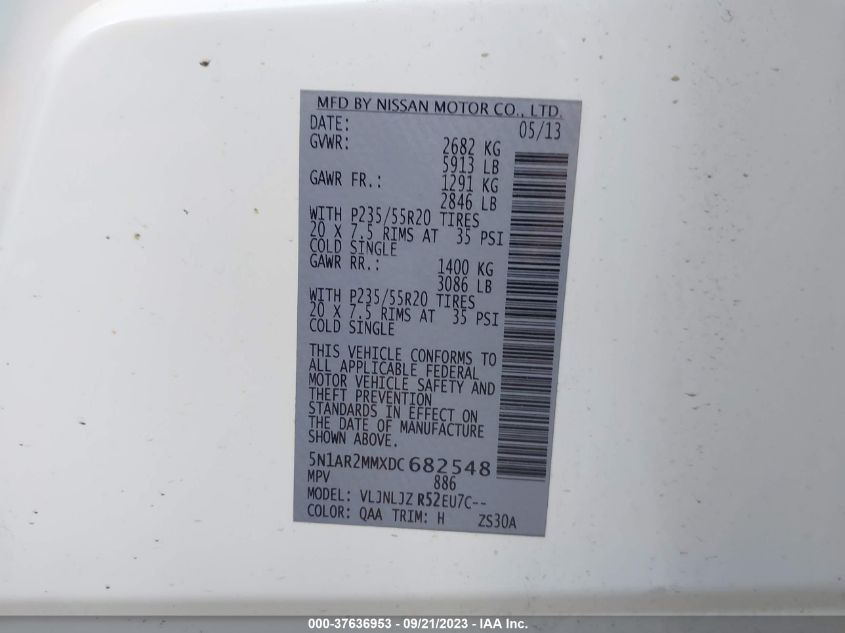 MFD BY NISSAN MOTOR CO., LTD.
DATE: 05/13
GVWR: 2682 KG
5913 LB
GAWR FR.: 1291 KG
2846 LB
WITH P235/55R20 TIRES
20 X 7.5 RIMS AT 35 PSI
COLD SINGLE
GAWR RR.: 1400 KG
3086 LB
WITH P235/55R20 TIRES
20 X 7.5 RIMS AT 35 PSI
COLD SINGLE
THIS VEHICLE CONFORMS TO
ALL APPLICABLE FEDERAL
MOTOR VEHICLE SAFETY AND
THEFT PREVENTION
STANDARDS IN EFFECT ON
THE DATE OF MANUFACTURE
SHOWN ABOVE.
5N1AR2MMXDC682548
MPV 886
MODEL: VLJNLJZ R52EU7C--
COLOR: QAA TRIM: H ZS30A
000-37636953 - 09/21/2023 - IAA Inc.